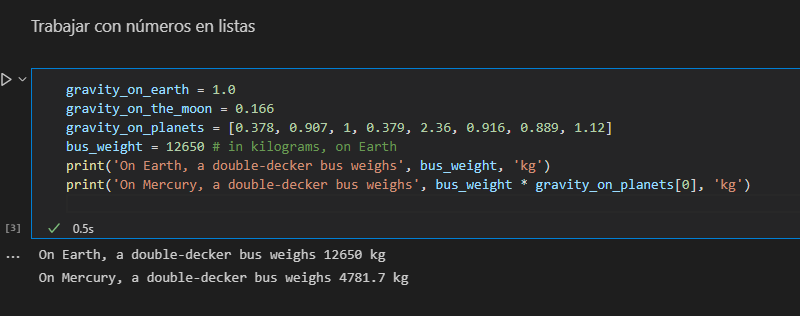 Trabajar con números en listas
gravity_on_earth = 1.0
gravity_on_the_moon = 0.166
gravity_on_planets = [0.378, 0.907, 1, 0.379, 2.36, 0.916, 0.889, 1.12]
bus_weight = 12650 # in kilograms, on Earth
print('On Earth, a double-decker bus weighs', bus_weight, 'kg')
print('On Mercury, a double-decker bus weighs', bus_weight * gravity_on_planets[0], 'kg')
[3] 0.5s
... On Earth, a double-decker bus weighs 12650 kg
On Mercury, a double-decker bus weighs 4781.7 kg